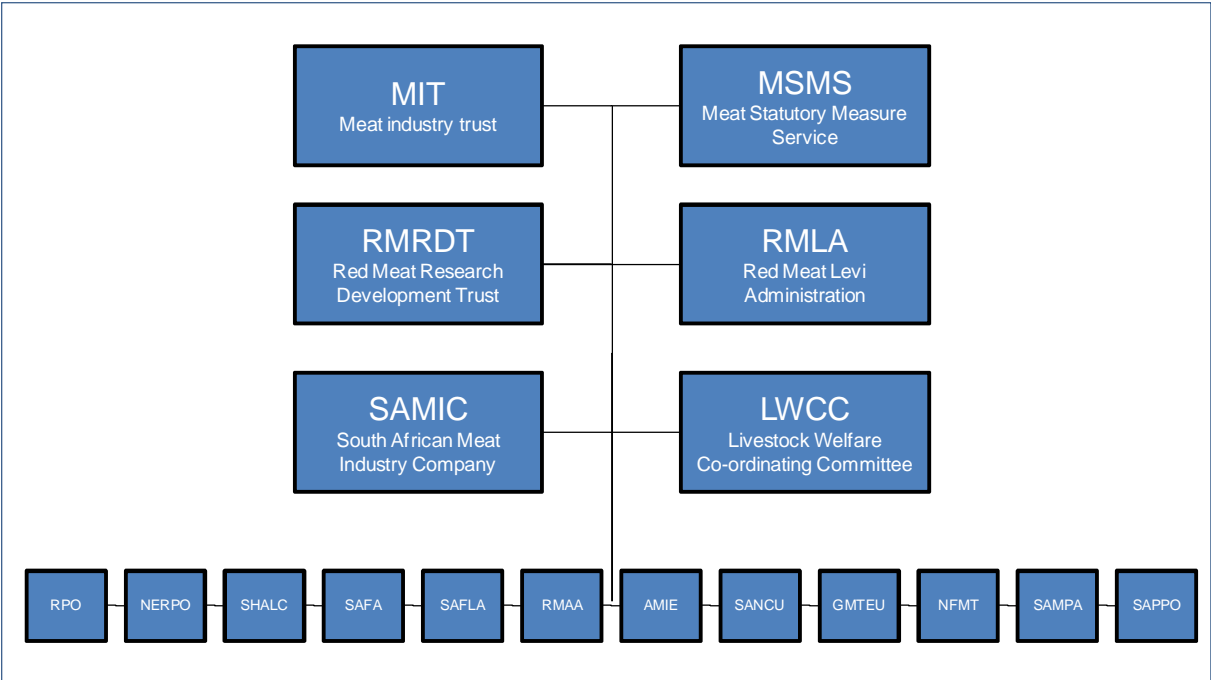 MIT
Meat industry trust
MSMS
Meat Statutory Measure
Service
RMRDT
Red Meat Research
Development Trust
RMLA
Red Meat Levi
Administration
SAMIC
South African Meat
Industry Company
LWCC
Livestock Welfare
Co-ordinating Committee
RPO
NERPO
SHALC
SAFA
SAFLA
RMAA
AMIE
SANCU
GMTEU
NFMT
SAMPA
SAPPO